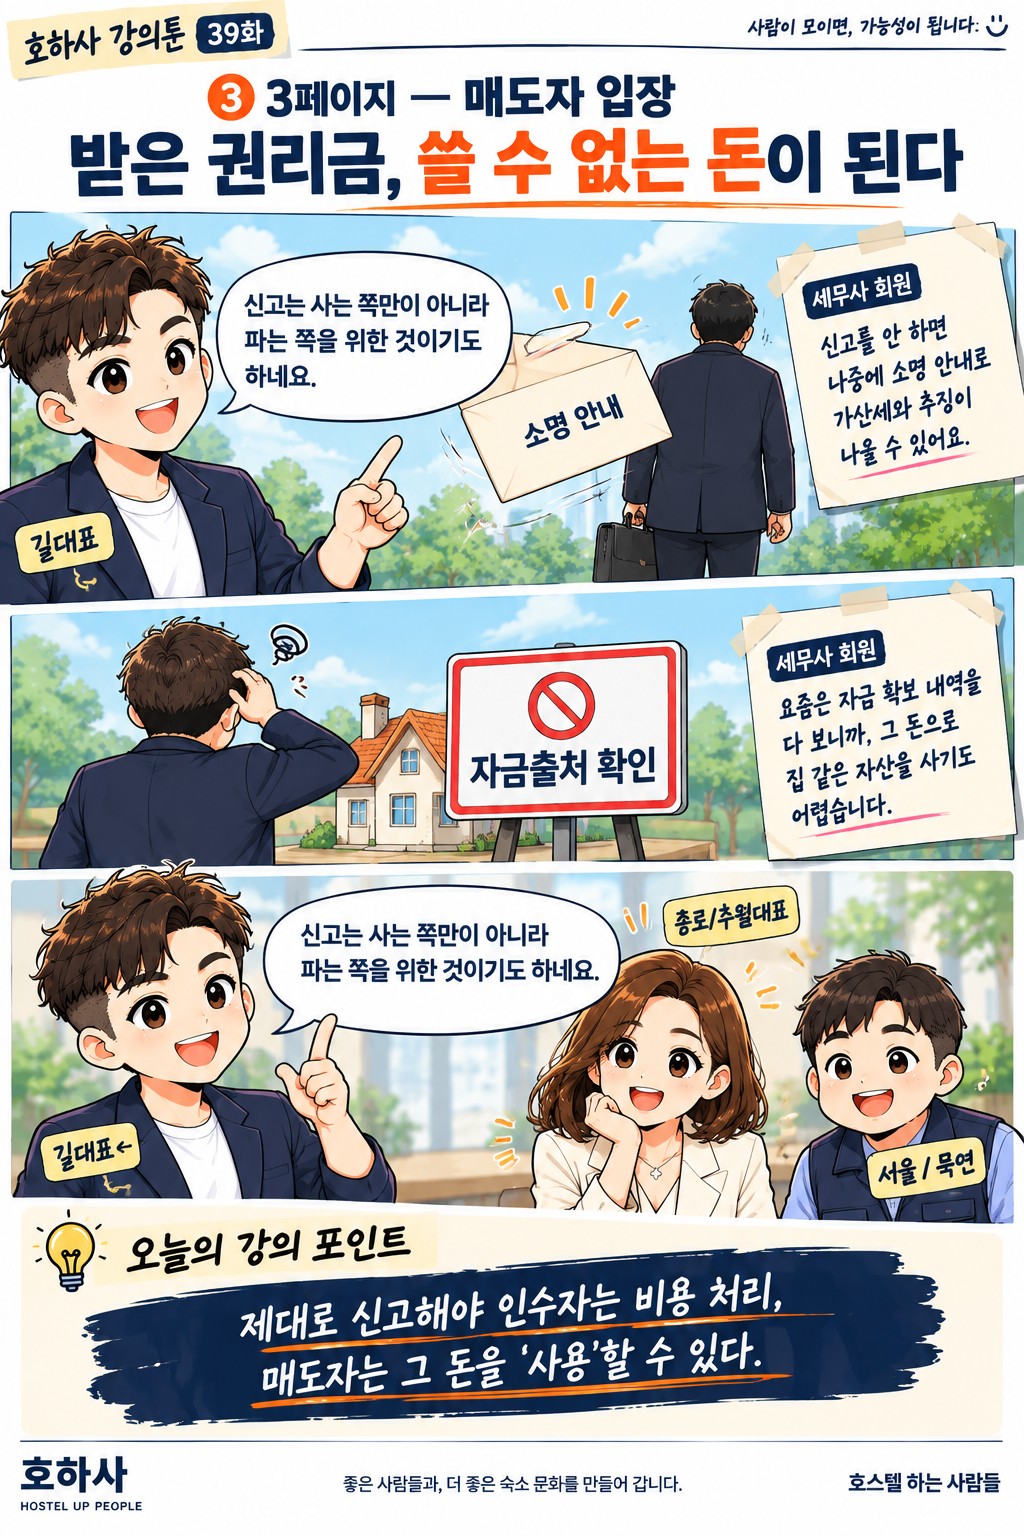 호하사 강의툰 39화
사람이 모이면, 가능성이 됩니다:
3 3페이지 — 매도자 입장
받은 권리금, 쓸 수 없는 돈이 된다
신고는 사는 쪽만이 아니라
파는 쪽을 위한 것이기도
하네요.
소명 안내
세무사 회원
신고를 안 하면
나중에 소명 안내로
가산세와 추징이
나올 수 있어요.
길대표
자금출처 확인
세무사 회원
요즘은 자금 확보 내역을
다 보니까, 그 돈으로
집 같은 자산을 사기도
어렵습니다.
신고는 사는 쪽만이 아니라
파는 쪽을 위한 것이기도 하네요.
총로/추월대표
길대표←
서울 / 묵연
오늘의 강의 포인트
제대로 신고해야 인수자는 비용 처리,
매도자는 그 돈을 ‘사용’할 수 있다.
호하사
HOSTEL UP PEOPLE
좋은 사람들과, 더 좋은 숙소 문화를 만들어 갑니다.
호스텔 하는 사람들